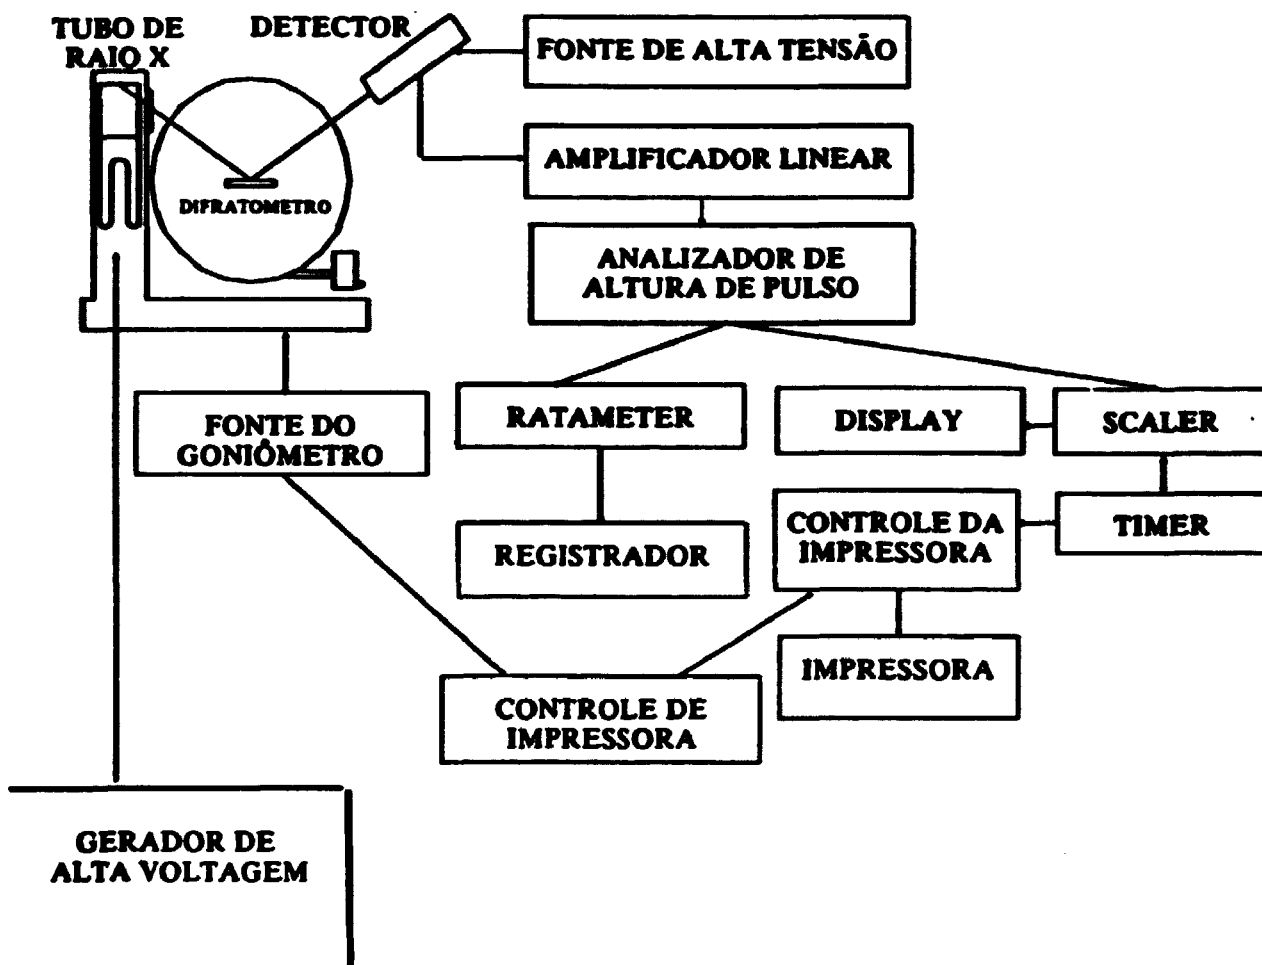 TUBO DE
RAIO X
DETECTOR
FONTE DE ALTA TENSÃO
AMPLIFICADOR LINEAR
DIFRATOMETRO
ANALIZADOR DE
ALTURA DE PULSO
RATAMETER
DISPLAY
SCALER
FONTE DO
GONIÔMETRO
REGISTRADOR
CONTROLE DA
IMPRESSORA
TIMER
IMPRESSORA
CONTROLE DE
IMPRESSORA
GERADOR DE
ALTA VOLTAGEM